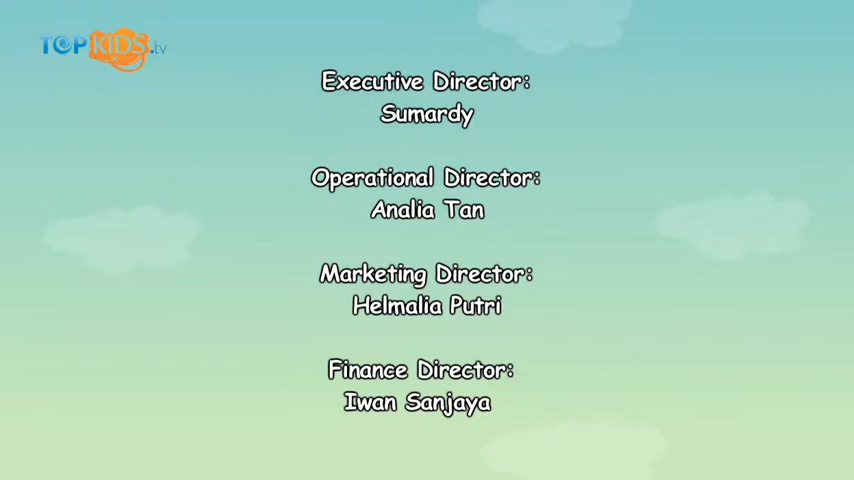 TOPKIDS.tv
Executive Director:
Sumardy
Operational Director:
Analia Tan
Marketing Director:
Helmalia Putri
Finance Director:
Iwan Sanjaya